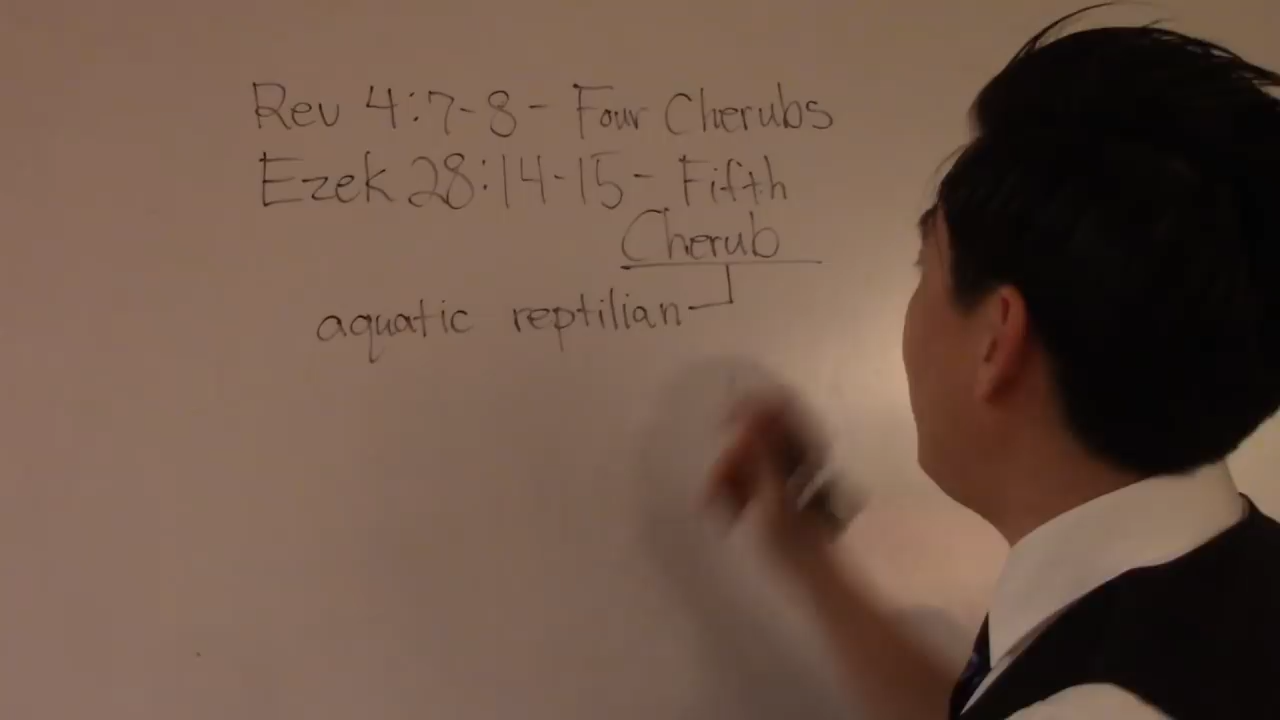 Rev 4:7-8 - Four Cherubs
Ezek 28:14-15 - Fifth
Cherub
aquatic reptilian